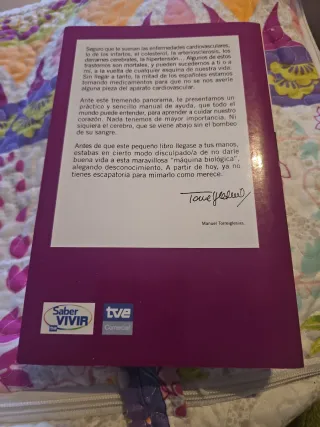 Seguro que le suenan las enfermedades cardiovasculares,
lo de los infartos, el colesterol, la arteriosclerosis, los
derrames cerebrales, la hipertensión... Algunos de estos
trastornos son mortales, y pueden sucedernos a ti o a
mí, a la vuelta de cualquier esquina de nuestra vida.
Sin llegar a tanto, la mitad de los españoles estamos
tomando medicamentos para que no se nos averíe
alguna pieza del aparato cardiovascular.
Ante este tremendo panorama, te presentamos un
práctico y sencillo manual de ayuda, que todo el
mundo puede entender, para aprender a cuidar nuestro
corazón. Nada tenemos de mayor importancia. Ni
siquiera el cerebro, que se viene abajo sin el bombeo
de su sangre.
Antes de que este pequeño libro llegase a tus manos,
estabas en cierto modo disculpado/a de no darle
buena vida a esta maravillosa "máquina biológica",
alegando desconocimiento. A partir de hoy, ya no
tienes escapatoria para mimarlo como merece.
Manuel Torreiglesias.
Saber
VIVIR
tve